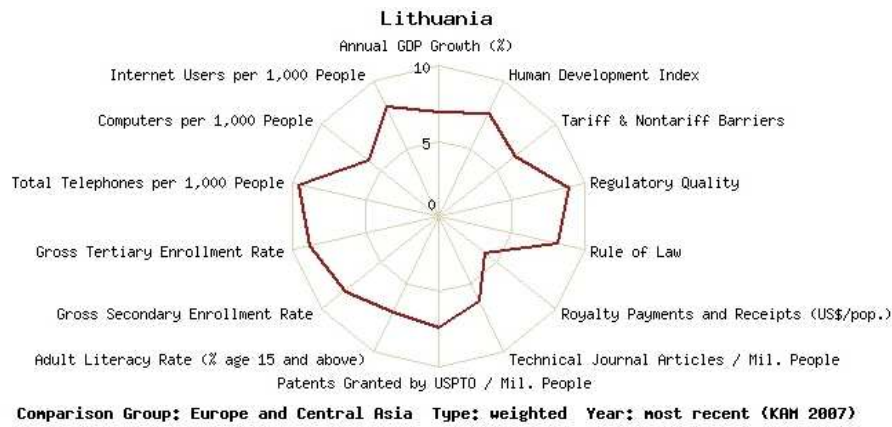 Lithuania
Annual GDP Growth (%)
Internet Users per 1,000 People
10
Human Development Index
Computers per 1,000 People
Tariff & Nontariff Barriers
5
Total Telephones per 1,000 People
Regulatory Quality
0
Gross Tertiary Enrollment Rate
Rule of Law
Gross Secondary Enrollment Rate
Royalty Payments and Receipts (US$/pop.)
Adult Literacy Rate (% age 15 and above)
Technical Journal Articles / Mil. People
Patents Granted by USPTO / Mil. People
Comparison Group: Europe and Central Asia Type: weighted Year: most recent (KAM 2007)